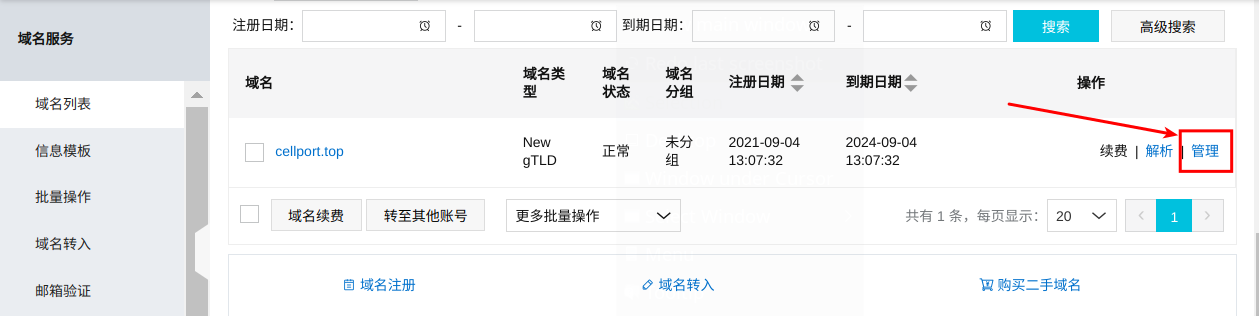 注册日期： - 到期日期： - 搜索 高级搜索
域名服务
域名 域名类型 域名状态 域名分组 注册日期 到期日期 操作
域名列表
信息模板
cellport.top New gTLD 正常 未分组 2021-09-04 13:07:32 2024-09-04 13:07:32 续费 | 解析 | 管理
批量操作
域名续费 转至其他账号 更多批量操作 共有 1 条，每页显示： 20 1
域名转入
邮箱验证
域名注册 域名转入 购买二手域名